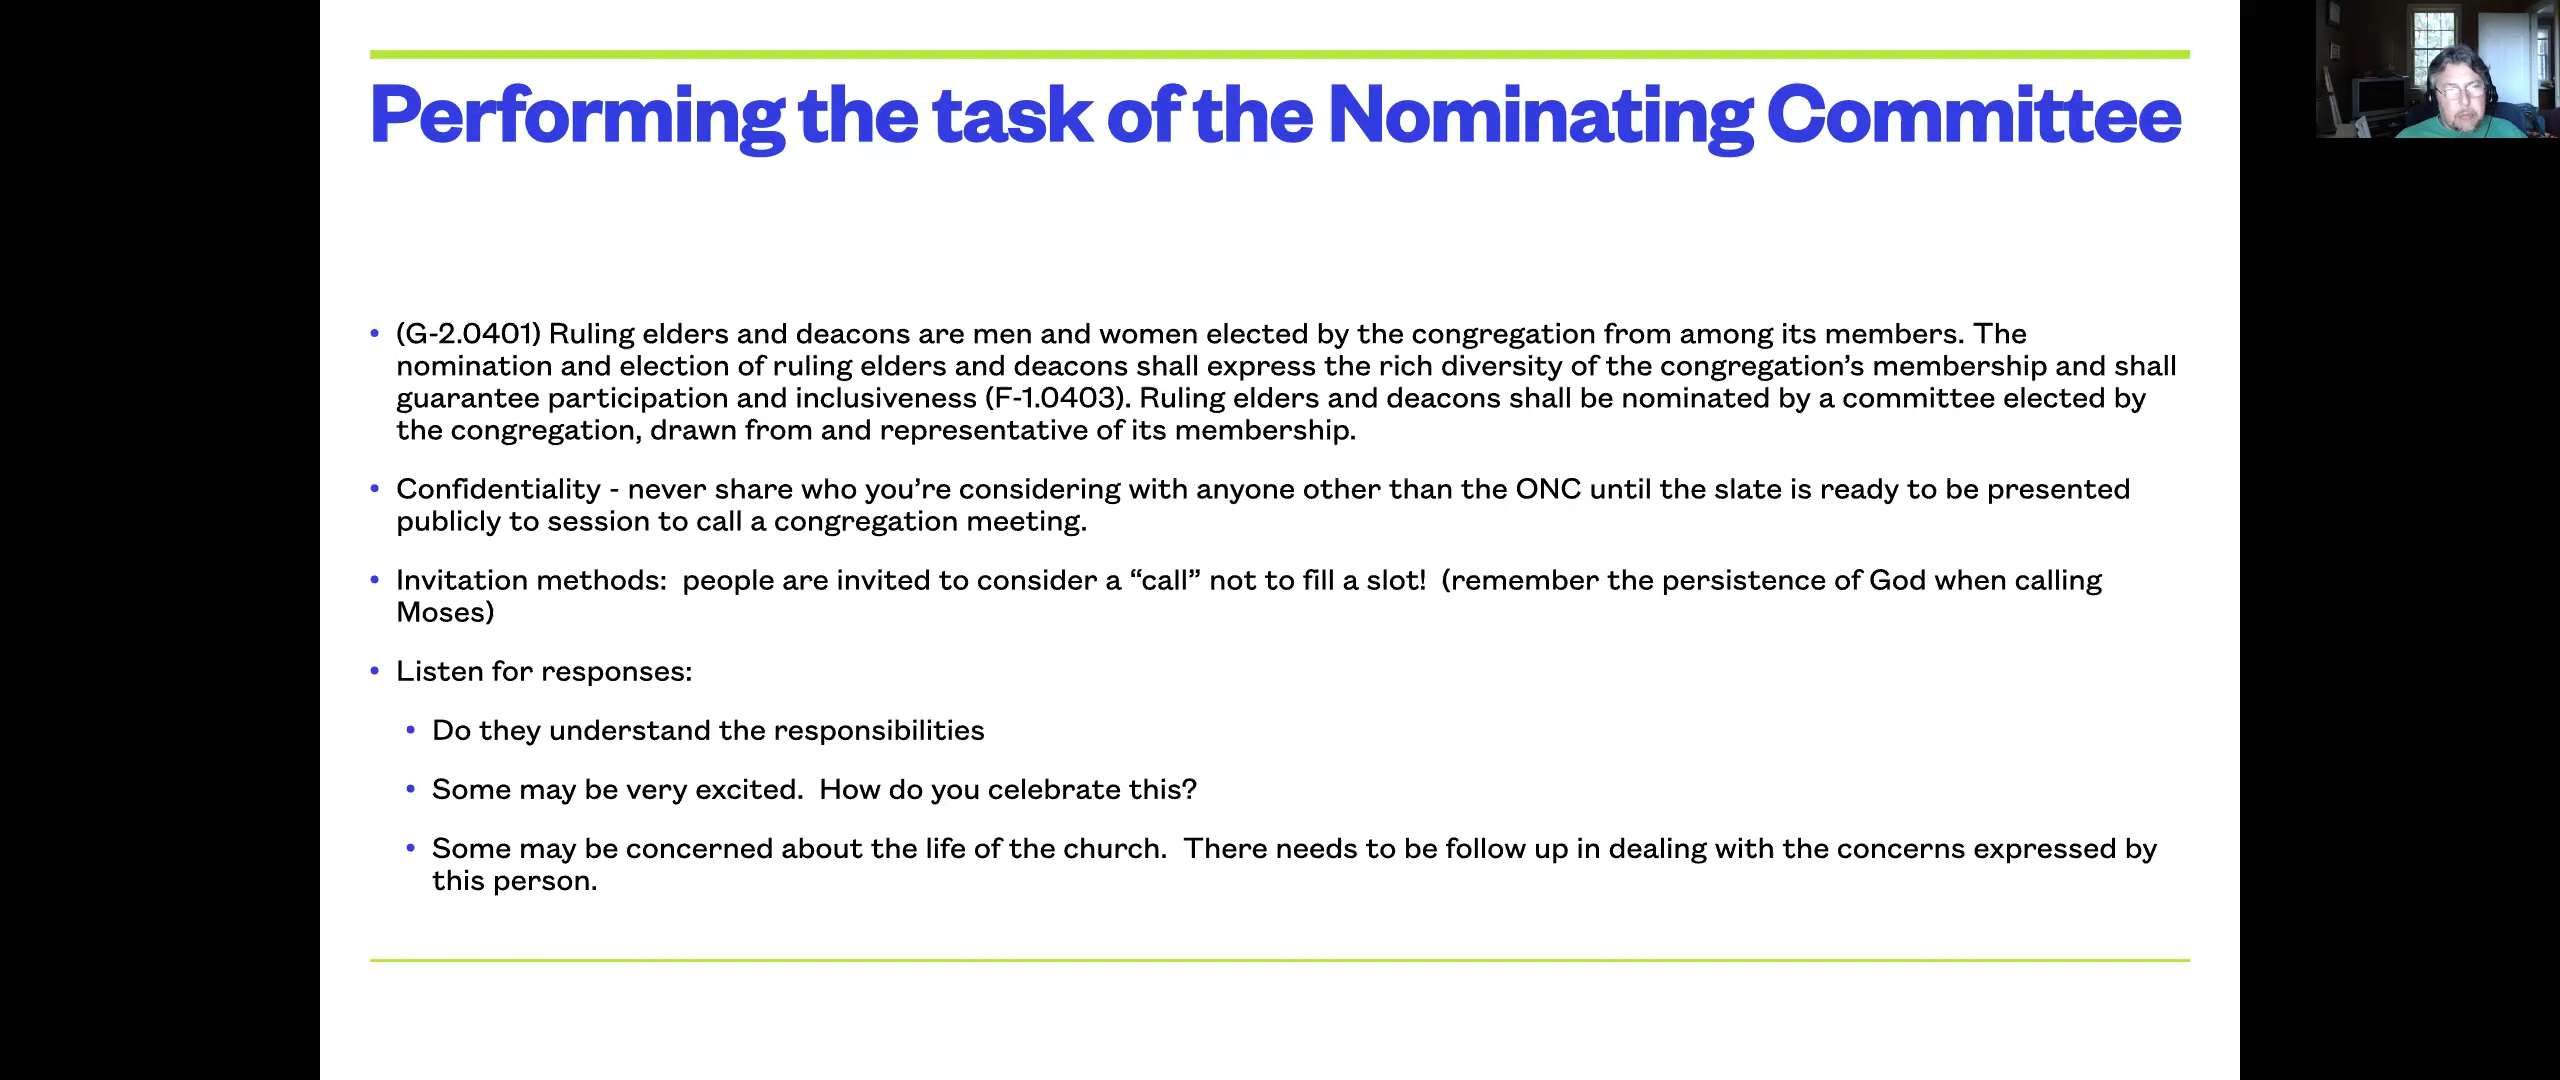 Performing the task of the Nominating Committee
• (G-2.0401) Ruling elders and deacons are men and women elected by the congregation from among its members. The
nomination and election of ruling elders and deacons shall express the rich diversity of the congregation’s membership and shall
guarantee participation and inclusiveness (F-1.0403). Ruling elders and deacons shall be nominated by a committee elected by
the congregation, drawn from and representative of its membership.
• Confidentiality - never share who you’re considering with anyone other than the ONC until the slate is ready to be presented
publicly to session to call a congregation meeting.
• Invitation methods:  people are invited to consider a “call” not to fill a slot!  (remember the persistence of God when calling
Moses)
• Listen for responses:
• Do they understand the responsibilities
• Some may be very excited.  How do you celebrate this?
• Some may be concerned about the life of the church.  There needs to be follow up in dealing with the concerns expressed by
this person.